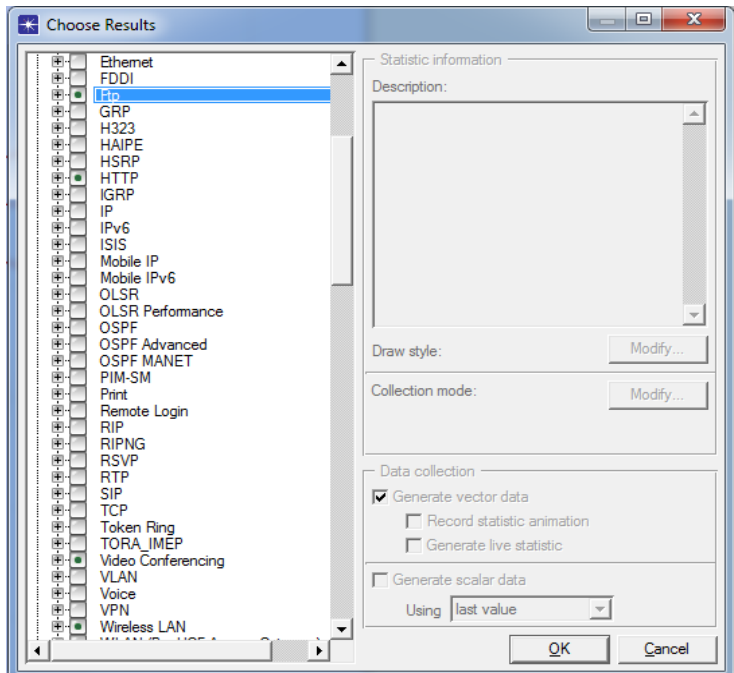 Choose Results
Ethernet
FDDI
Ftp
GRP
H323
HAIPE
HSRP
HTTP
IGRP
IP
IPv6
ISIS
Mobile IP
Mobile IPv6
OLSR
OLSR Performance
OSPF
OSPF Advanced
OSPF MANET
PIM-SM
Print
Remote Login
RIP
RIPNG
RSVP
RTP
SIP
TCP
Token Ring
TORA_IMEP
Video Conferencing
VLAN
Voice
VPN
Wireless LAN
Statistic information
Description:
Draw style:
Modify...
Collection mode:
Modify...
Data collection
Generate vector data
Record statistic animation
Generate live statistic
Generate scalar data
Using last value
OK
Cancel